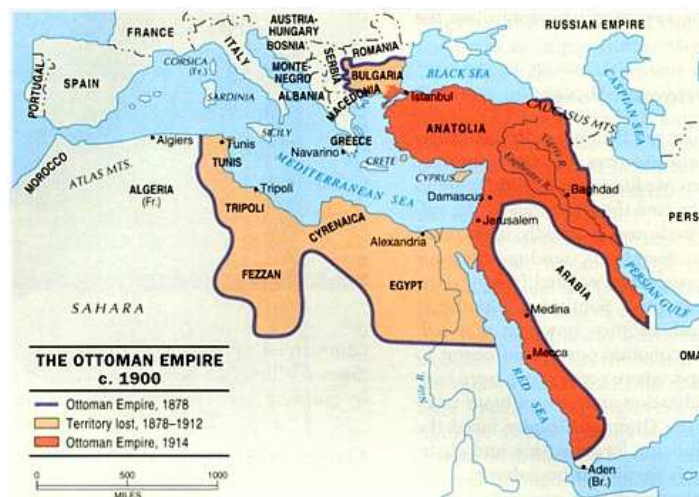 FRANCE
AUSTRIA-
HUNGARY
BOSNIA
RUSSIAN EMPIRE
ITALY
CORSICA
(Fr.)
MONTE-
NEGRO
SERBIA
ROMANIA
BULGARIA
BLACK SEA
CASPIAN SEA
PORTUGAL
SPAIN
SARDINIA
ALBANIA
MACEDONIA
Istanbul
CAUCASUS MTS.
ANATOLIA
SICILY
GREECE
Navarino
CRETE
CYPRUS
Tigris R.
Euphrates R.
Baghdad
MOROCCO
Algiers
Tunis
TUNIS
MEDITERRANEAN SEA
Damascus
ATLAS MTS.
ALGERIA
(Fr.)
Tripoli
TRIPOLI
CYRENAICA
Alexandria
Jerusalem
PERS
FEZZAN
EGYPT
ARABIA
PERSIAN GULF
SAHARA
Medina
Mecca
OMA
Nile R.
RED SEA
Aden
(Br.)
THE OTTOMAN EMPIRE
c. 1900
Ottoman Empire, 1878
Territory lost, 1878–1912
Ottoman Empire, 1914
0 500 1000
MILES